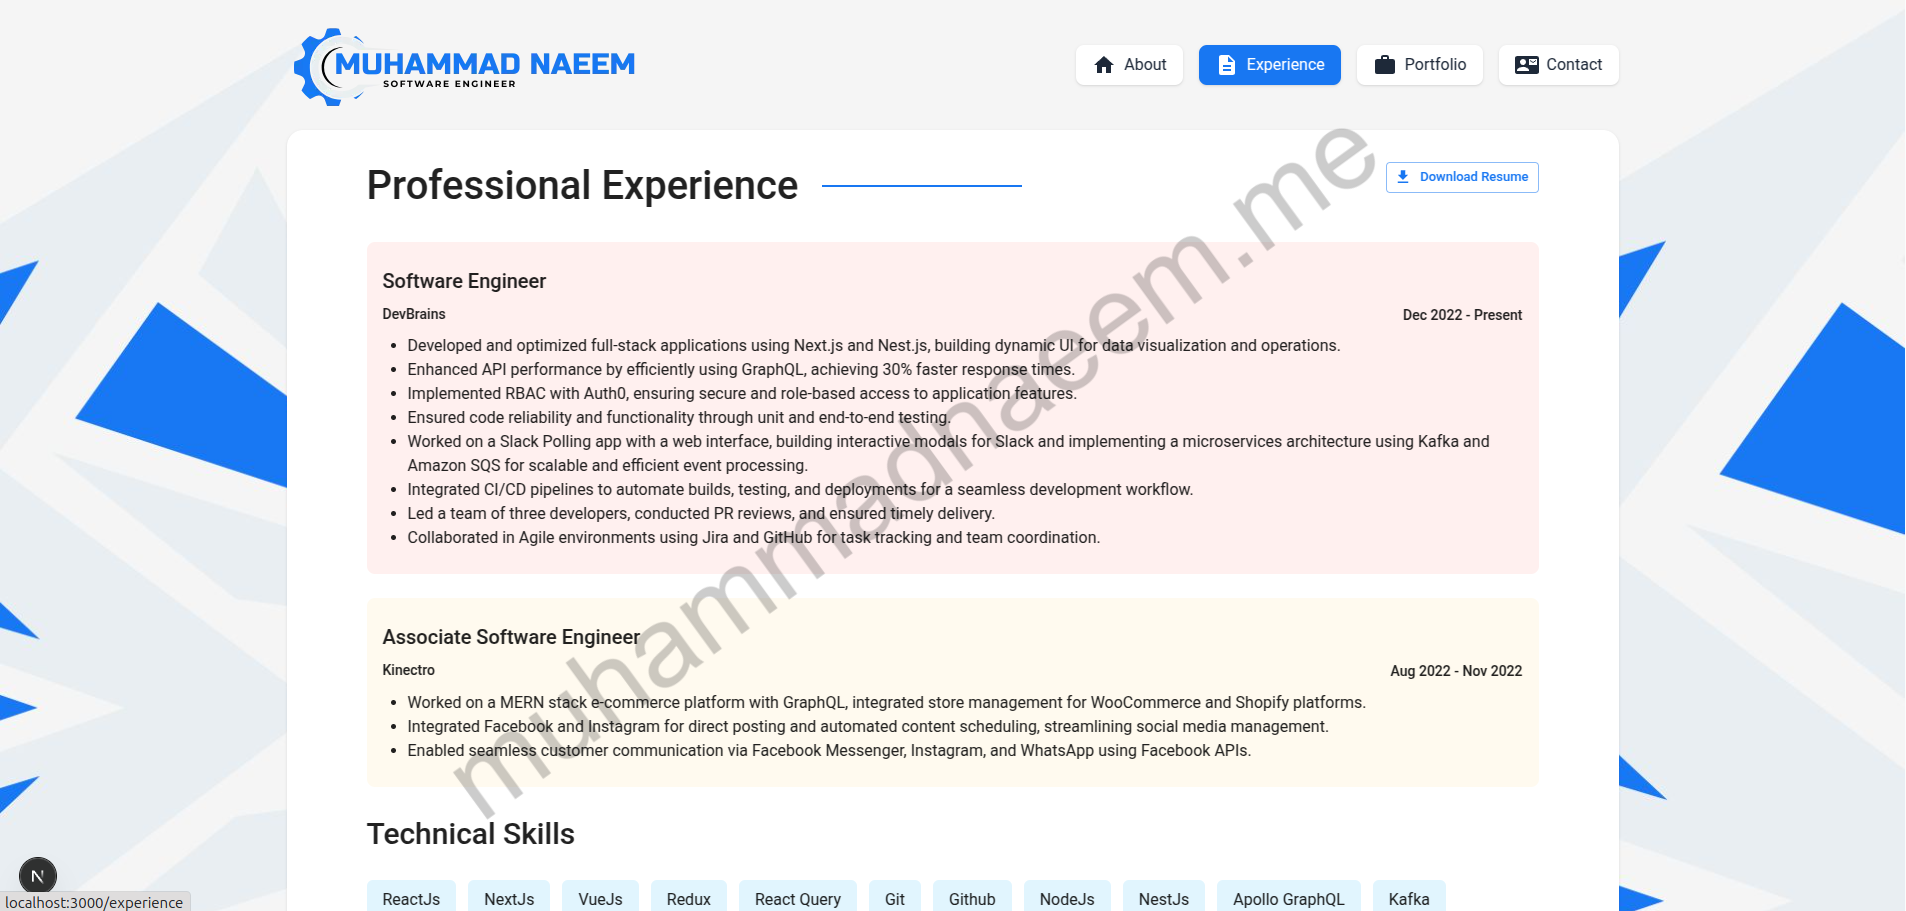 MUHAMMAD NAEEM
SOFTWARE ENGINEER
About
Experience
Portfolio
Contact
Professional Experience
Download Resume
Software Engineer
DevBrains
Dec 2022 - Present
• Developed and optimized full-stack applications using Next.js and Nest.js, building dynamic UI for data visualization and operations.
• Enhanced API performance by efficiently using GraphQL, achieving 30% faster response times.
• Implemented RBAC with Auth0, ensuring secure and role-based access to application features.
• Ensured code reliability and functionality through unit and end-to-end testing.
• Worked on a Slack Polling app with a web interface, building interactive modals for Slack and implementing a microservices architecture using Kafka and
Amazon SQS for scalable and efficient event processing.
• Integrated CI/CD pipelines to automate builds, testing, and deployments for a seamless development workflow.
• Led a team of three developers, conducted PR reviews, and ensured timely delivery.
• Collaborated in Agile environments using Jira and GitHub for task tracking and team coordination.
Associate Software Engineer
Kinectro
Aug 2022 - Nov 2022
• Worked on a MERN stack e-commerce platform with GraphQL, integrated store management for WooCommerce and Shopify platforms.
• Integrated Facebook and Instagram for direct posting and automated content scheduling, streamlining social media management.
• Enabled seamless customer communication via Facebook Messenger, Instagram, and WhatsApp using Facebook APIs.
muhammadnaeem.me
Technical Skills
ReactJs
NextJs
VueJs
Redux
React Query
Git
Github
NodeJs
NestJs
Apollo GraphQL
Kafka
N
localhost:3000/experience